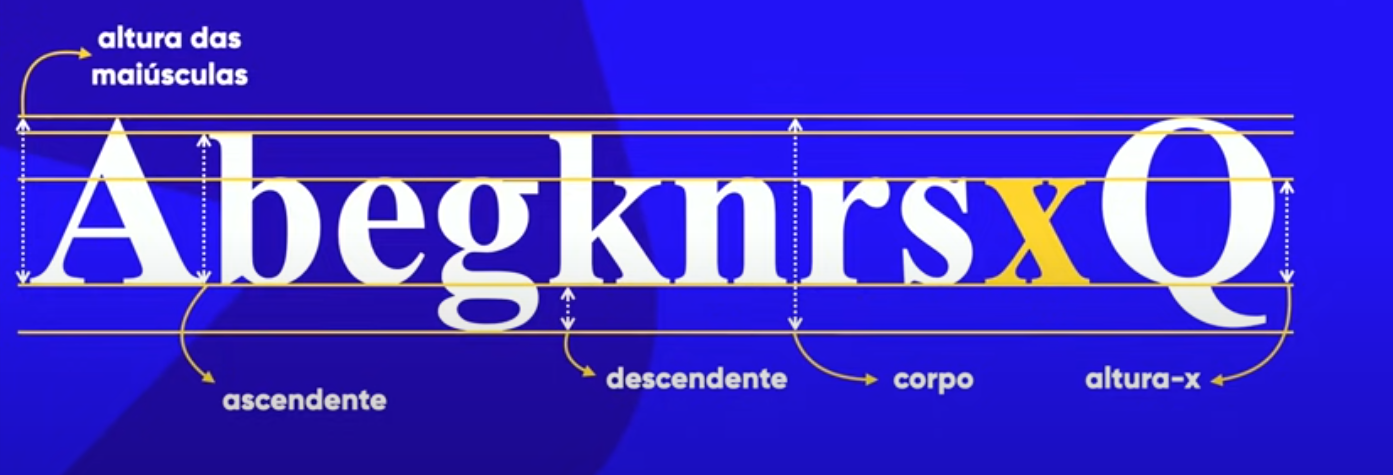 altura das
maiúsculas
AbegknrsxQ
ascendente
descendente
corpo
altura-x